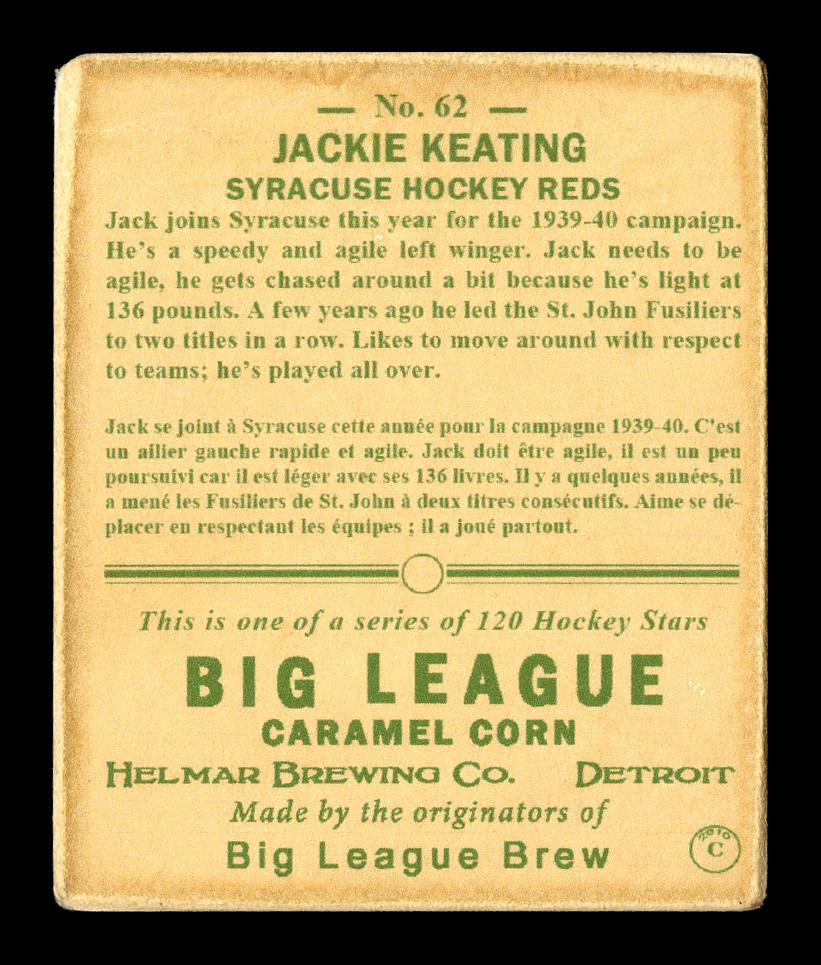 — No. 62 —
JACKIE KEATING
SYRACUSE HOCKEY REDS
Jack joins Syracuse this year for the 1939-40 campaign.
He's a speedy and agile left winger. Jack needs to be
agile, he gets chased around a bit because he's light at
136 pounds. A few years ago he led the St. John Fusiliers
to two titles in a row. Likes to move around with respect
to teams; he's played all over.
Jack se joint à Syracuse cette année pour la campagne 1939-40. C'est
un ailier gauche rapide et agile. Jack doit être agile, il est un peu
poursuivi car il est léger avec ses 136 livres. Il y a quelques années, il
a mené les Fusiliers de St. John à deux titres consécutifs. Aime se dé-
placer en respectant les équipes ; il a joué partout.
This is one of a series of 120 Hockey Stars
BIG LEAGUE
CARAMEL CORN
HELMAR BREWING CO. DETROIT
Made by the originators of
Big League Brew
2010
C